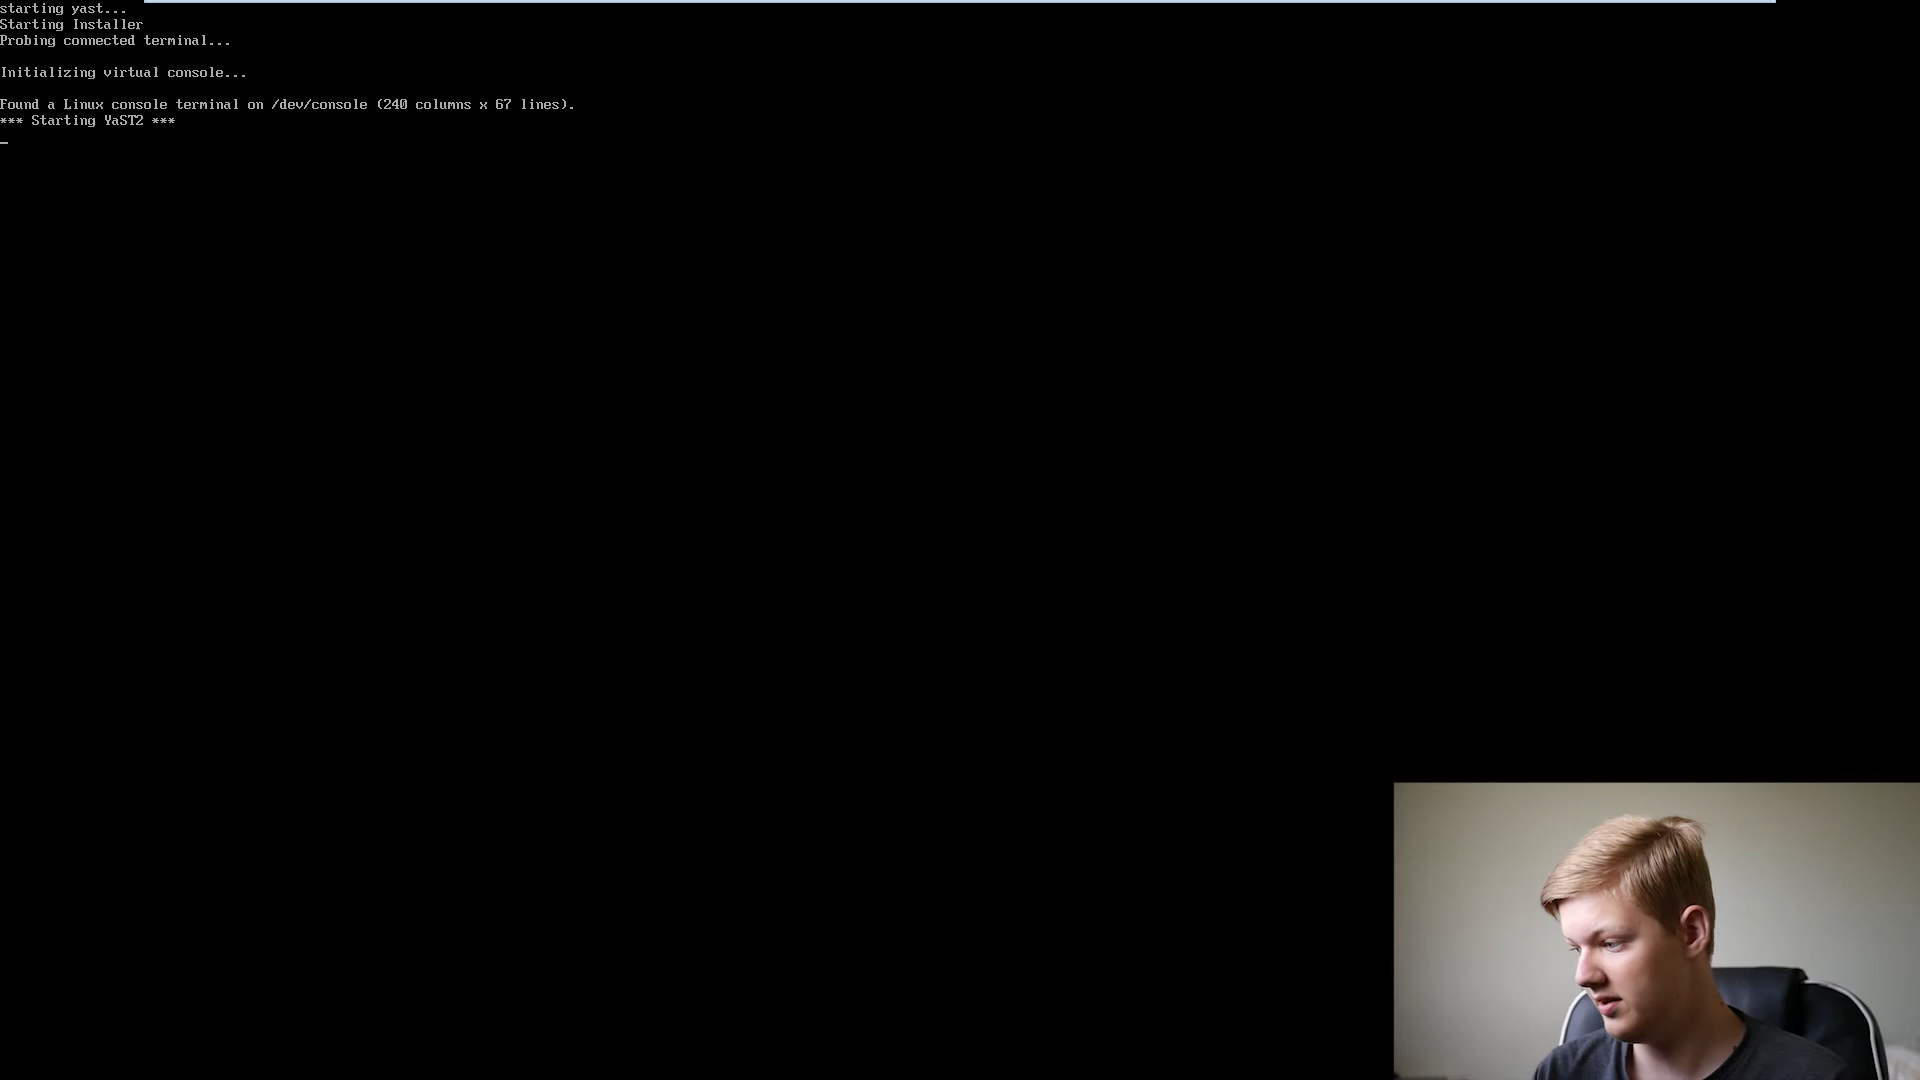 starting yast...
Starting Installer
Probing connected terminal...
Initializing virtual console...
Found a Linux console terminal on /dev/console (240 columns x 67 lines).
*** Starting YaST2 ***